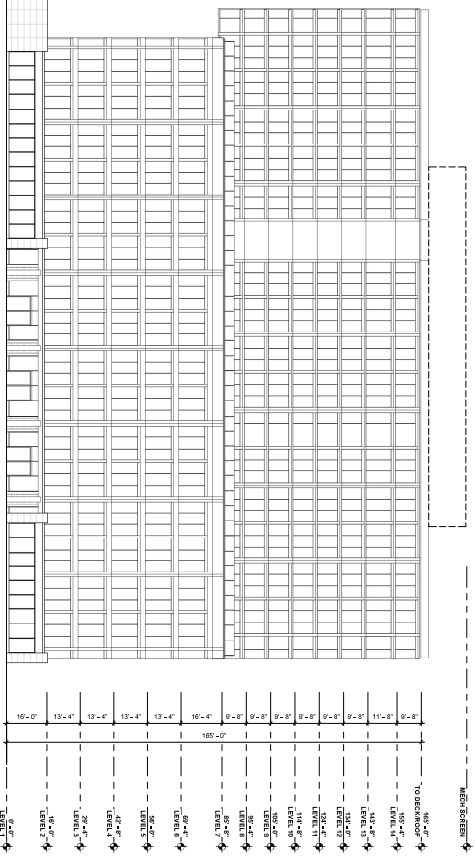 16' - 0" 13' - 4" 13' - 4" 13' - 4" 13' - 4" 16' - 4" 9' - 8" 9' - 8" 9' - 8" 9' - 8" 9' - 8" 9' - 8" 11' - 8" 9' - 8"
165' - 0"
MECH SCREEN
165' - 0"
TO DECK/ROOF
155' - 4"
LEVEL 14
143' - 8"
LEVEL 13
134' - 0"
LEVEL 12
124' - 4"
LEVEL 11
114' - 8"
LEVEL 10
105' - 0"
LEVEL 9
95' - 4"
LEVEL 8
85' - 8"
LEVEL 7
69' - 4"
LEVEL 6
56' - 0"
LEVEL 5
42' - 8"
LEVEL 4
29' - 4"
LEVEL 3
16' - 0"
LEVEL 2
0' - 0"
LEVEL 1